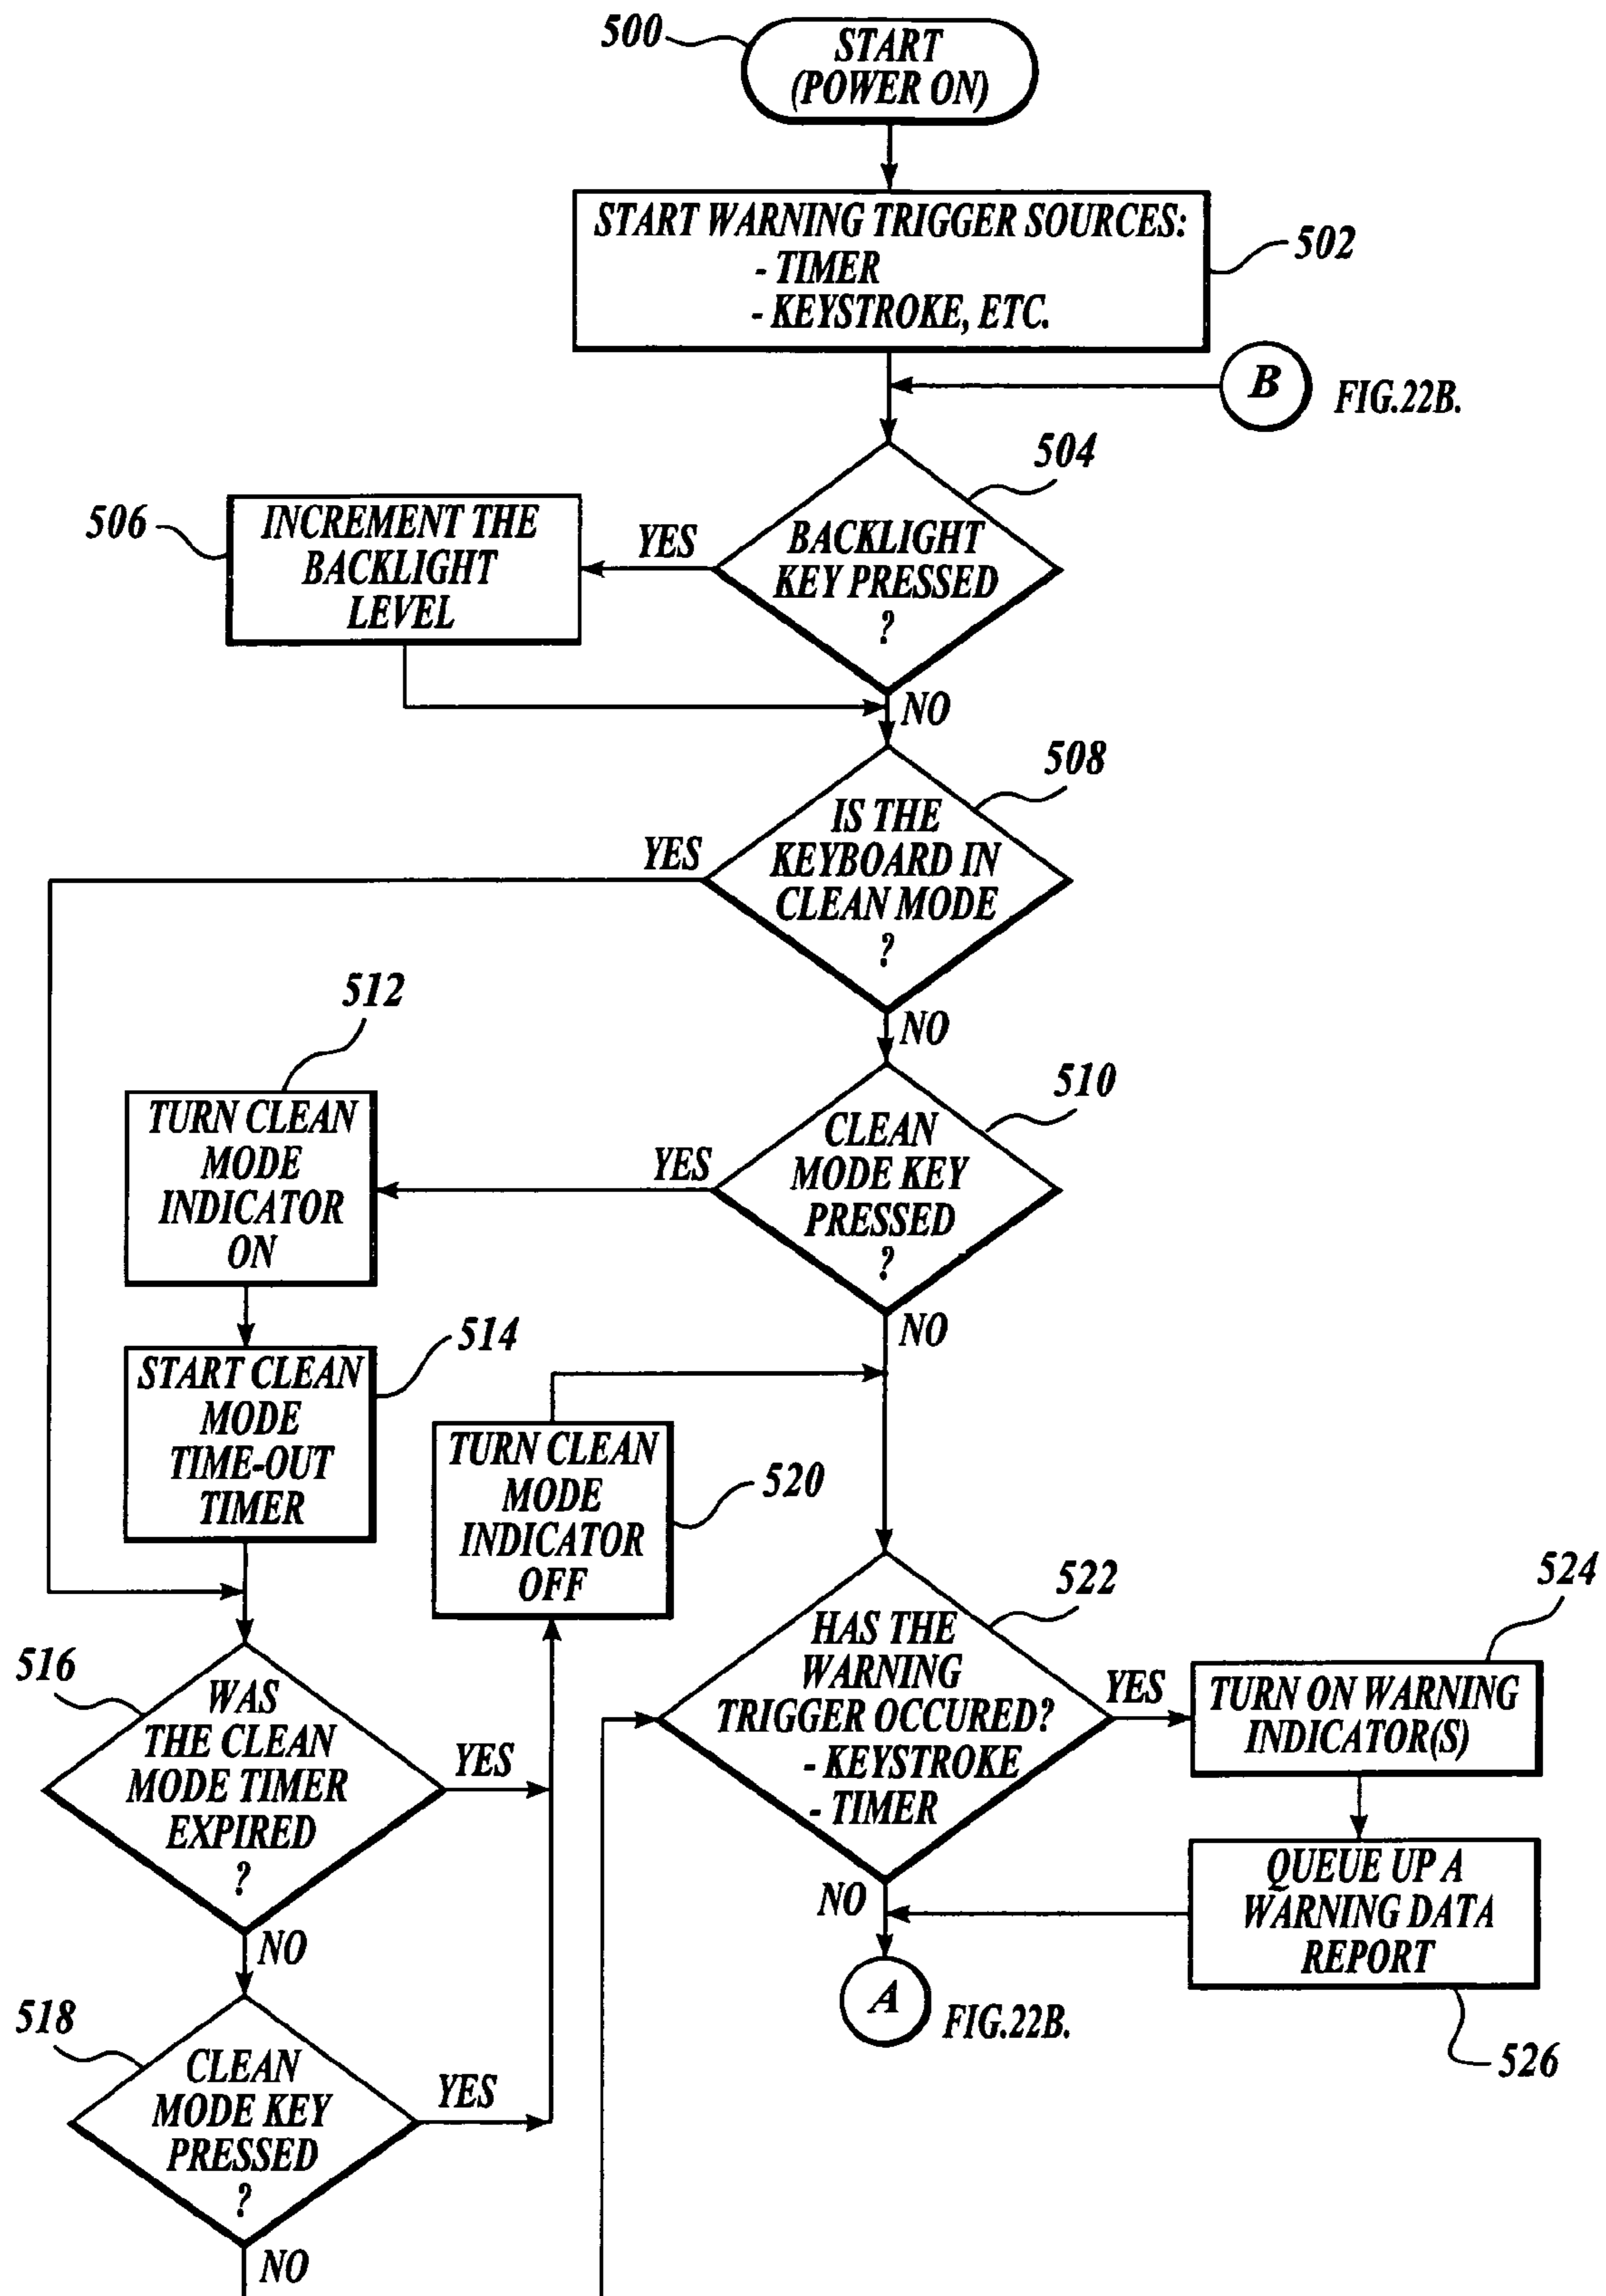 500
START
(POWER ON)
START WARNING TRIGGER SOURCES:
- TIMER
- KEYSTROKE, ETC.
502
B
FIG.22B.
504
506
INCREMENT THE
BACKLIGHT
LEVEL
YES
BACKLIGHT
KEY PRESSED
?
NO
508
YES
IS THE
KEYBOARD IN
CLEAN MODE
?
NO
512
TURN CLEAN
MODE
INDICATOR
ON
510
YES
CLEAN
MODE KEY
PRESSED
?
NO
514
START CLEAN
MODE
TIME-OUT
TIMER
TURN CLEAN
MODE
INDICATOR
OFF
520
516
WAS
THE CLEAN
MODE TIMER
EXPIRED
?
YES
NO
522
HAS THE
WARNING
TRIGGER OCCURED?
- KEYSTROKE
- TIMER
YES
NO
524
TURN ON WARNING
INDICATOR(S)
QUEUE UP A
WARNING DATA
REPORT
526
A
FIG.22B.
518
CLEAN
MODE KEY
PRESSED
?
YES
NO